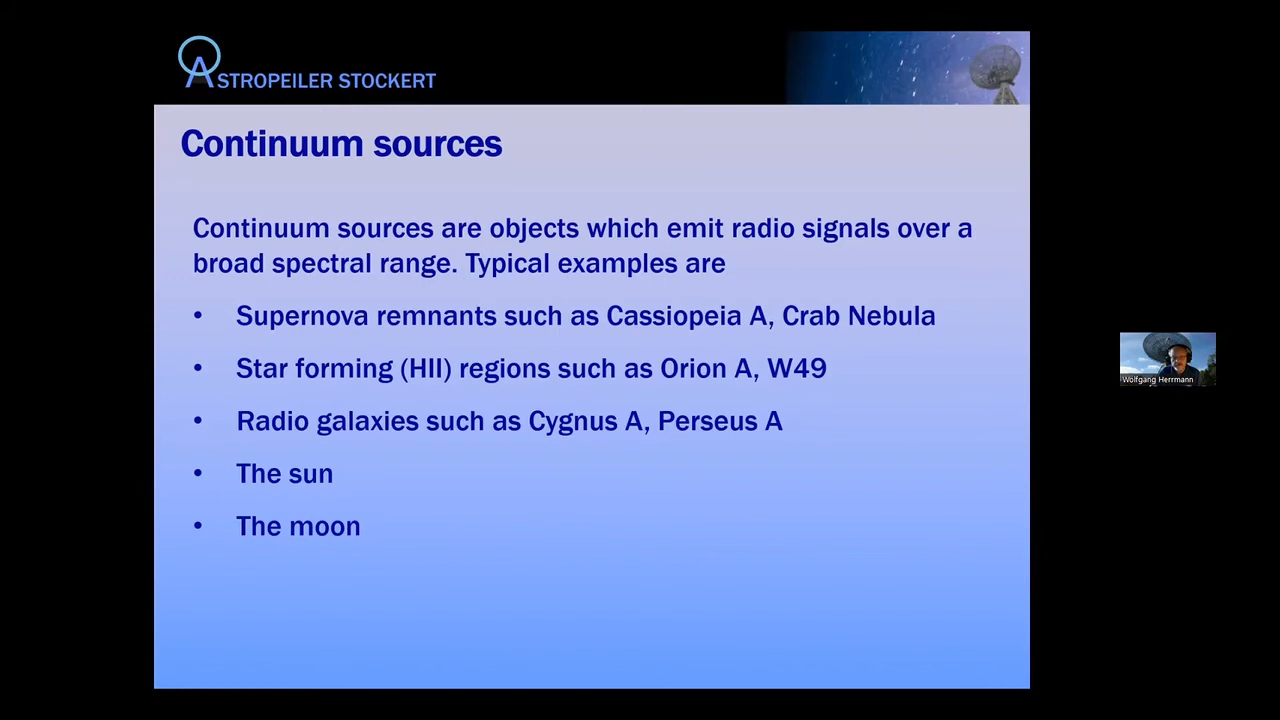 ASTROPEILER STOCKERT
Continuum sources
Continuum sources are objects which emit radio signals over a
broad spectral range. Typical examples are
• Supernova remnants such as Cassiopeia A, Crab Nebula
• Star forming (HII) regions such as Orion A, W49
• Radio galaxies such as Cygnus A, Perseus A
• The sun
• The moon
Wolfgang Herrmann